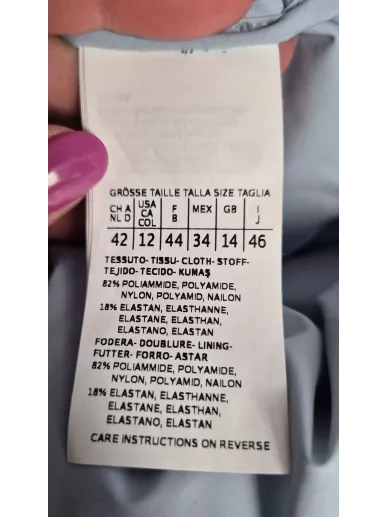 GRÖSSE TAILLE TALLA SIZE TAGLIA
CH A NL D USA CA COL F B MEX GB I J
42 12 44 34 14 46
TESSUTO- TISSU- CLOTH- STOFF-
TEJIDO- TECIDO- KUMAŞ
82% POLIAMMIDE, POLYAMIDE,
NYLON, POLYAMID, NAILON
18% ELASTAN, ELASTHANNE,
ELASTANE, ELASTHAN,
ELASTANO, ELASTAN
FODERA- DOUBLURE- LINING-
FUTTER- FORRO- ASTAR
82% POLIAMMIDE, POLYAMIDE,
NYLON, POLYAMID, NAILON
18% ELASTAN, ELASTHANNE,
ELASTANE, ELASTHAN,
ELASTANO, ELASTAN
CARE INSTRUCTIONS ON REVERSE